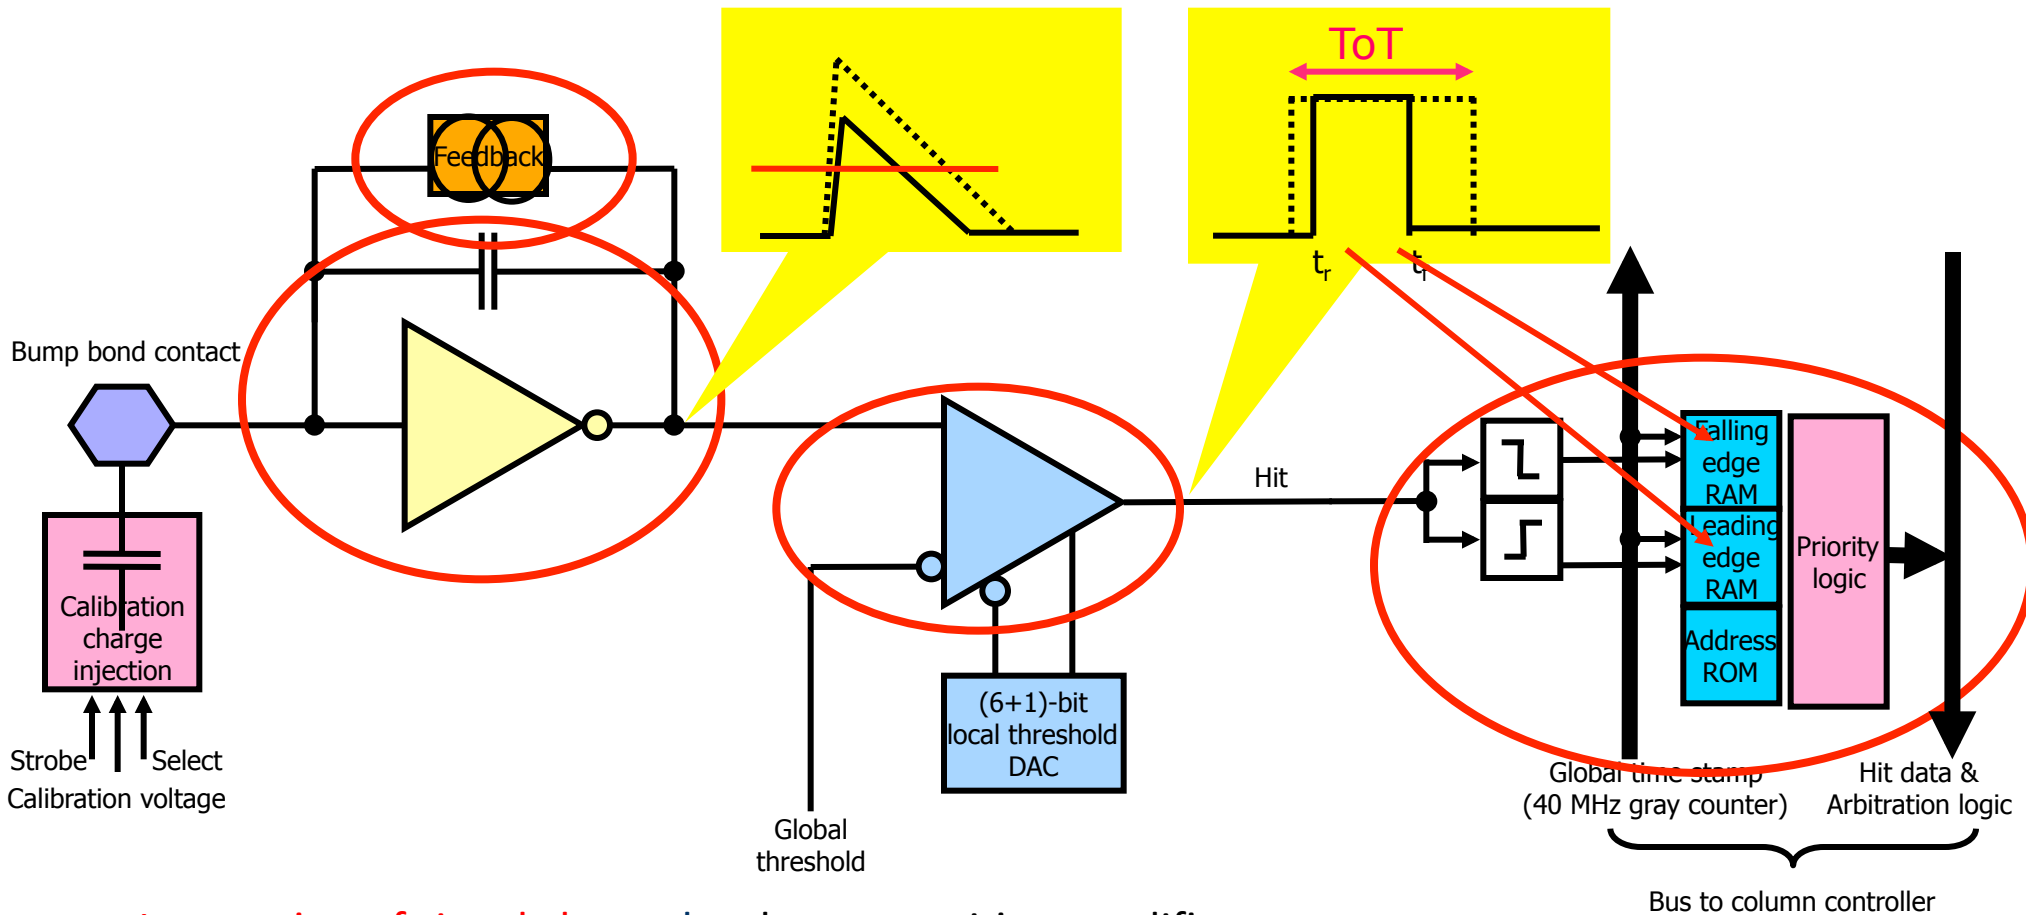 ToT
Feedback
t_r
Bump bond contact
Hit
Falling
edge
RAM
Leading
edge
RAM
Address
ROM
Priority
logic
Calibration
charge
injection
(6+1)-bit
local threshold
DAC
Strobe
Select
Calibration voltage
Global
threshold
Global time stamp
(40 MHz gray counter)
Hit data &
Arbitration logic
Bus to column controller